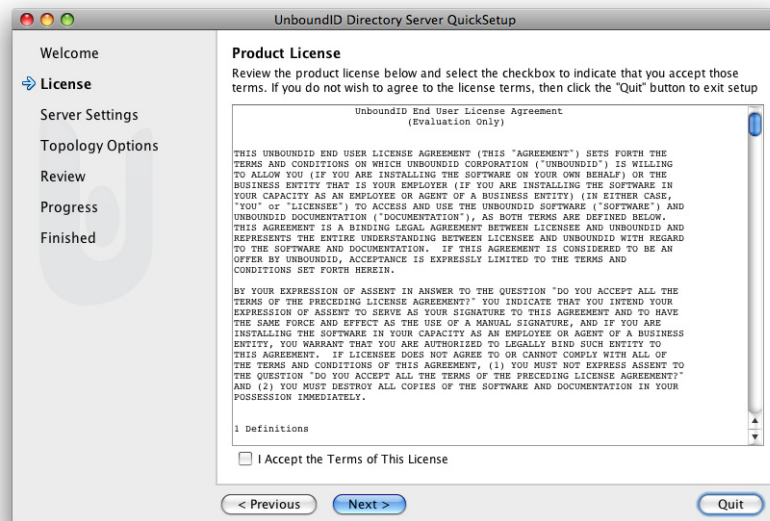 UnboundID Directory Server QuickSetup
Welcome
License
Server Settings
Topology Options
Review
Progress
Finished
Product License
Review the product license below and select the checkbox to indicate that you accept those
terms. If you do not wish to agree to the license terms, then click the "Quit" button to exit setup
UnboundID End User License Agreement
(Evaluation Only)
THIS UNBOUNDID END USER LICENSE AGREEMENT (THIS "AGREEMENT") SETS FORTH THE
TERMS AND CONDITIONS ON WHICH UNBOUNDID CORPORATION ("UNBOUNDID") IS WILLING
TO ALLOW YOU (IF YOU ARE INSTALLING THE SOFTWARE ON YOUR OWN BEHALF) OR THE
BUSINESS ENTITY THAT IS YOUR EMPLOYER (IF YOU ARE INSTALLING THE SOFTWARE IN
YOUR CAPACITY AS AN EMPLOYEE OR AGENT OF A BUSINESS ENTITY) (IN EITHER CASE,
"YOU" or "LICENSEE") TO ACCESS AND USE THE UNBOUNDID SOFTWARE ("SOFTWARE") AND
UNBOUNDID DOCUMENTATION ("DOCUMENTATION"), AS BOTH TERMS ARE DEFINED BELOW.
THIS AGREEMENT IS A BINDING LEGAL AGREEMENT BETWEEN LICENSEE AND UNBOUNDID AND
REPRESENTS THE ENTIRE UNDERSTANDING BETWEEN LICENSEE AND UNBOUNDID WITH REGARD
TO THE SOFTWARE AND DOCUMENTATION. IF THIS AGREEMENT IS CONSIDERED TO BE AN
OFFER BY UNBOUNDID, ACCEPTANCE IS EXPRESSLY LIMITED TO THE TERMS AND
CONDITIONS SET FORTH HEREIN.
BY YOUR EXPRESSION OF ASSENT IN ANSWER TO THE QUESTION "DO YOU ACCEPT ALL THE
TERMS OF THE PRECEDING LICENSE AGREEMENT?" YOU INDICATE THAT YOU INTEND YOUR
EXPRESSION OF ASSENT TO SERVE AS YOUR SIGNATURE TO THIS AGREEMENT AND TO HAVE
THE SAME FORCE AND EFFECT AS THE USE OF A MANUAL SIGNATURE, AND IF YOU ARE
INSTALLING THE SOFTWARE IN YOUR CAPACITY AS AN EMPLOYEE OR AGENT OF A BUSINESS
ENTITY, YOU WARRANT THAT YOU ARE AUTHORIZED TO LEGALLY BIND SUCH ENTITY TO
THIS AGREEMENT. IF LICENSEE DOES NOT AGREE TO OR CANNOT COMPLY WITH ALL OF
THE TERMS AND CONDITIONS OF THIS AGREEMENT, (1) YOU MUST NOT EXPRESS ASSENT TO
THE QUESTION "DO YOU ACCEPT ALL THE TERMS OF THE PRECEDING LICENSE AGREEMENT?"
AND (2) YOU MUST DESTROY ALL COPIES OF THE SOFTWARE AND DOCUMENTATION IN YOUR
POSSESSION IMMEDIATELY.
1 Definitions
I Accept the Terms of This License
< Previous
Next >
Quit